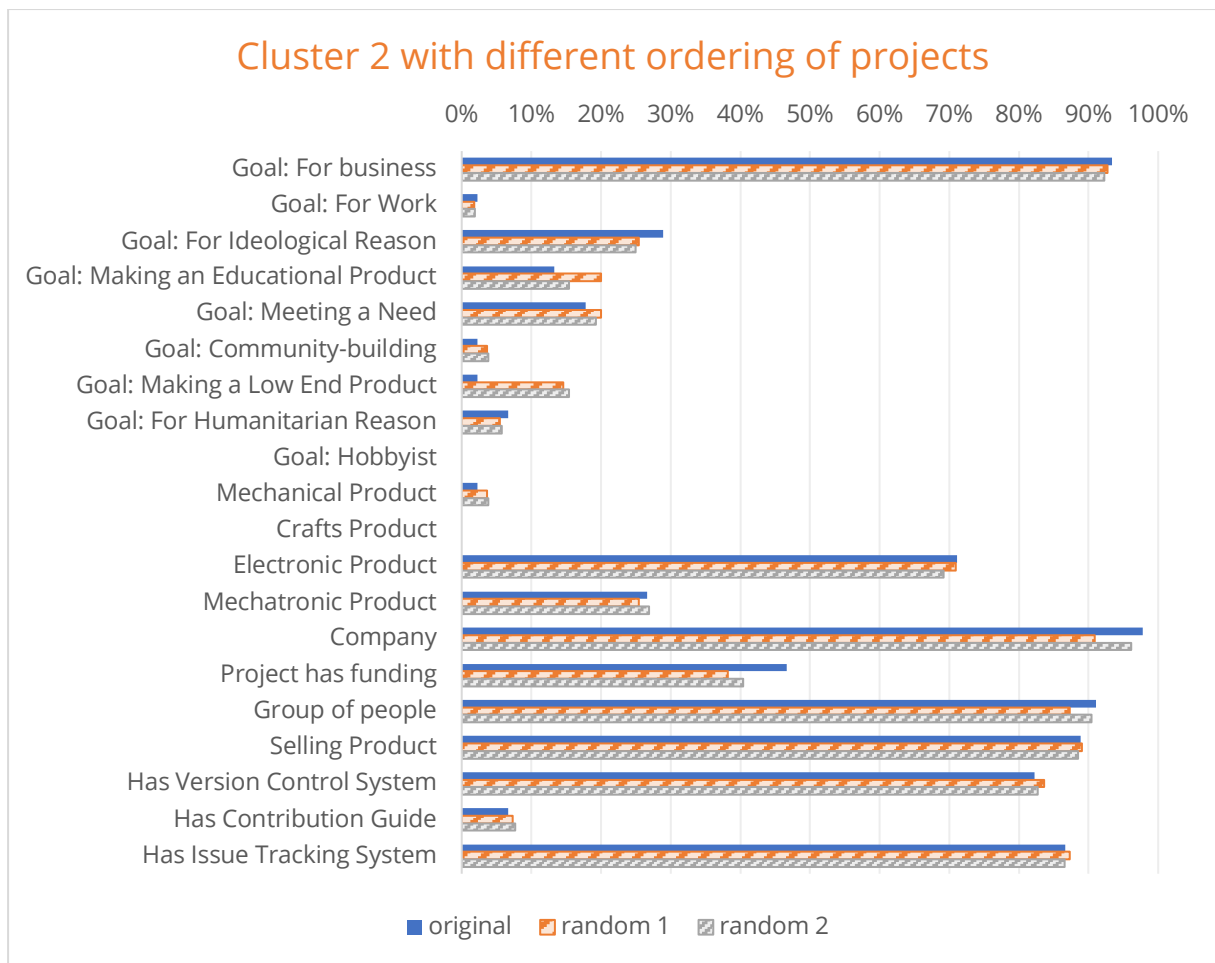 Cluster 2 with different ordering of projects
0% 10% 20% 30% 40% 50% 60% 70% 80% 90% 100%
Goal: For business
Goal: For Work
Goal: For Ideological Reason
Goal: Making an Educational Product
Goal: Meeting a Need
Goal: Community-building
Goal: Making a Low End Product
Goal: For Humanitarian Reason
Goal: Hobbyist
Mechanical Product
Crafts Product
Electronic Product
Mechatronic Product
Company
Project has funding
Group of people
Selling Product
Has Version Control System
Has Contribution Guide
Has Issue Tracking System
original random 1 random 2